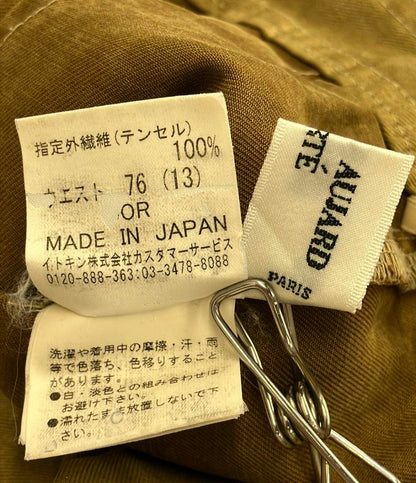 指定外繊維(テンセル)
100%
ウエスト 76 (13)
OR
MADE IN JAPAN
イトキン株式会社カスタマーサービス
0120-888-363:03-3478-8088
洗濯や着用中の摩擦・汗・雨
等で色落ち、色移りすること
があります。
●白・淡色との組み合わせは
お避け下さい。
●濡れたまま放置しないで下
さい。
RTÉ
AUJARD
PARIS